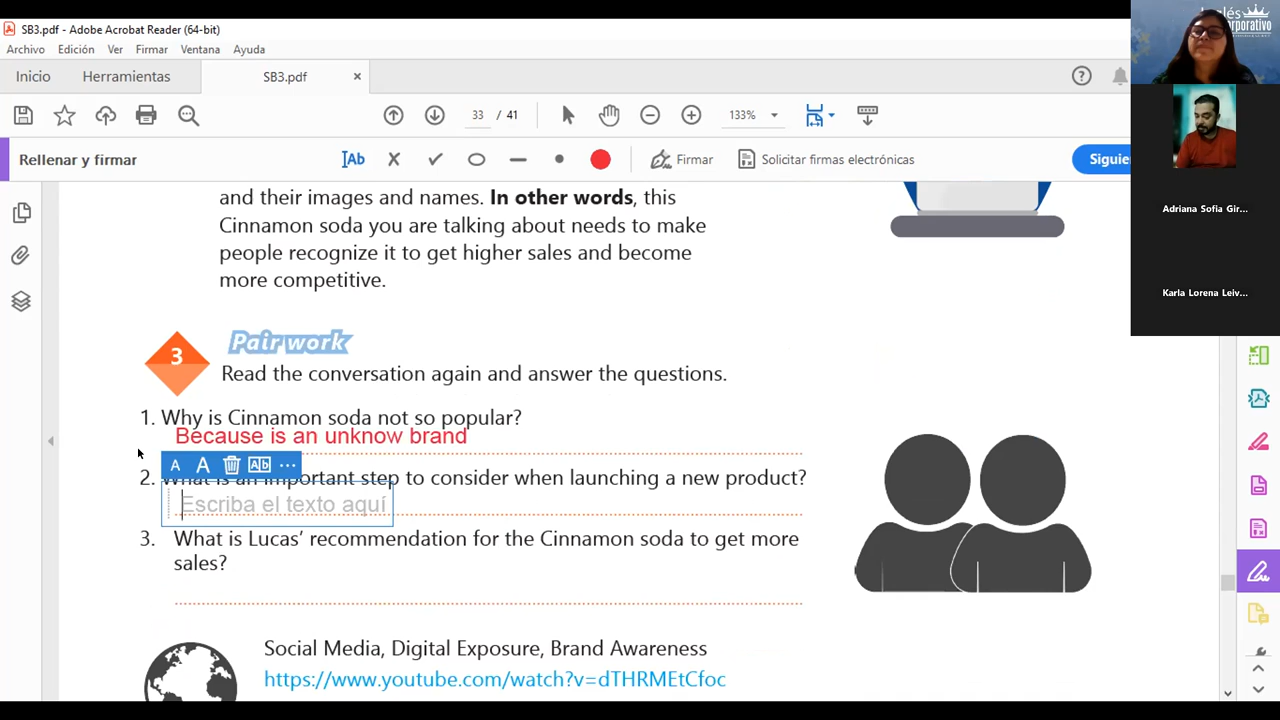 SB3.pdf - Adobe Acrobat Reader (64-bit)
Archivo Edición Ver Firmar Ventana Ayuda
Inicio Herramientas SB3.pdf ×
33 / 41 133%
Rellenar y firmar Ab Firmar Solicitar firmas electrónicas Siguie
and their images and names. In other words, this
Cinnamon soda you are talking about needs to make
people recognize it to get higher sales and become
more competitive.
3 Pair work
Read the conversation again and answer the questions.
1. Why is Cinnamon soda not so popular?
Because is an unknow brand
A A Ab ...
2. What is an important step to consider when launching a new product?
Escriba el texto aquí
3. What is Lucas' recommendation for the Cinnamon soda to get more
sales?
Social Media, Digital Exposure, Brand Awareness
https://www.youtube.com/watch?v=dTHRMEtCfoc
Adriana Sofia Gir...
Karla Lorena Leiv...